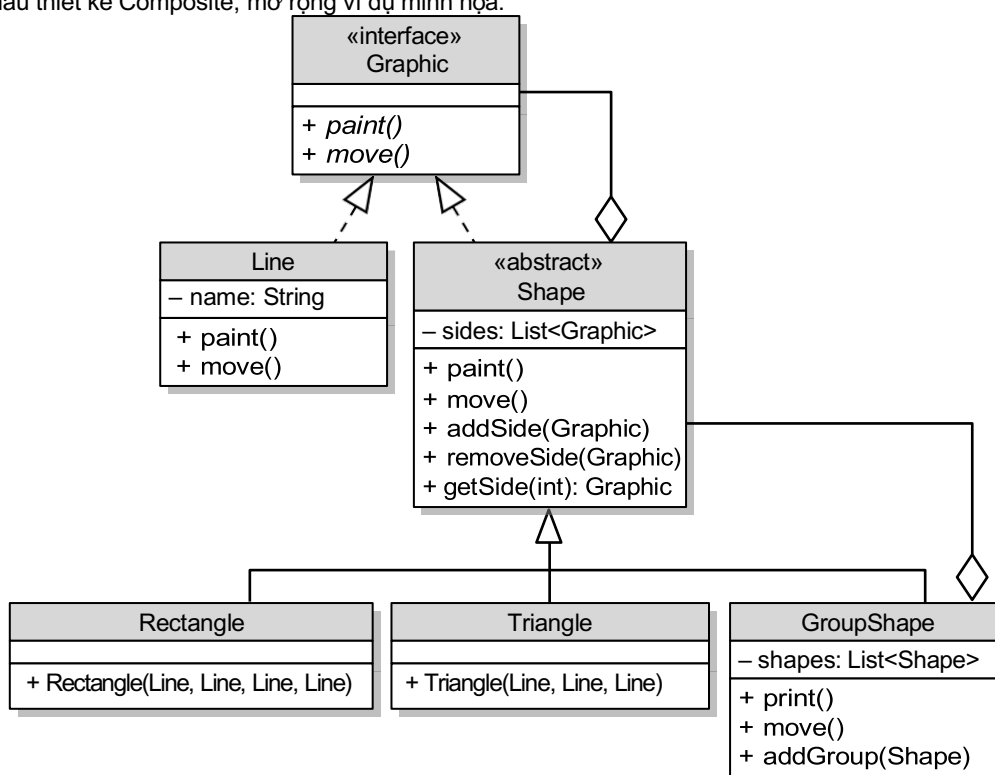 mẫu thiết kế Composite, mở rộng ví dụ minh họa.
«interface»
Graphic
+ paint()
+ move()
Line
– name: String
+ paint()
+ move()
«abstract»
Shape
– sides: List<Graphic>
+ paint()
+ move()
+ addSide(Graphic)
+ removeSide(Graphic)
+ getSide(int): Graphic
Rectangle
+ Rectangle(Line, Line, Line, Line)
Triangle
+ Triangle(Line, Line, Line)
GroupShape
– shapes: List<Shape>
+ print()
+ move()
+ addGroup(Shape)